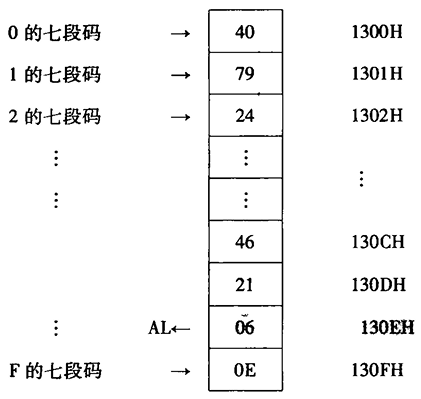 0 的七段码 → 40 1300H
1 的七段码 → 79 1301H
2 的七段码 → 24 1302H
⋮ ⋮
⋮ ⋮ ⋮
46 130CH
21 130DH
⋮ AL← 06 130EH
F 的七段码 → 0E 130FH